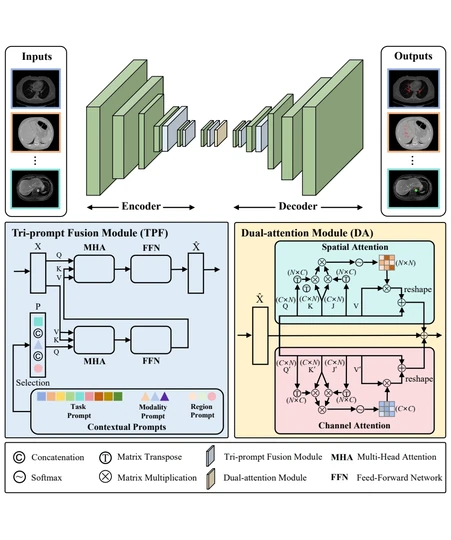 Inputs
Outputs
Encoder
Decoder
Tri-prompt Fusion Module (TPF)
X
Q
K
V
MHA
FFN
X̂
P
V
K
Q
MHA
FFN
Selection
Task Prompt
Modality Prompt
Region Prompt
Contextual Prompts
Dual-attention Module (DA)
Spatial Attention
(N×N)
reshape
(N×C)
(N×C)
(C×N)
(C×N)
(C×N)
Q
K
J
V
X̂
(C×N)
(C×N)
(C×N)
Q'
K'
J'
V'
reshape
(N×C)
(N×C)
(C×C)
Channel Attention
C Concatenation
T Matrix Transpose
Tri-prompt Fusion Module
MHA Multi-Head Attention
~ Softmax
× Matrix Multiplication
Dual-attention Module
FFN Feed-Forward Network